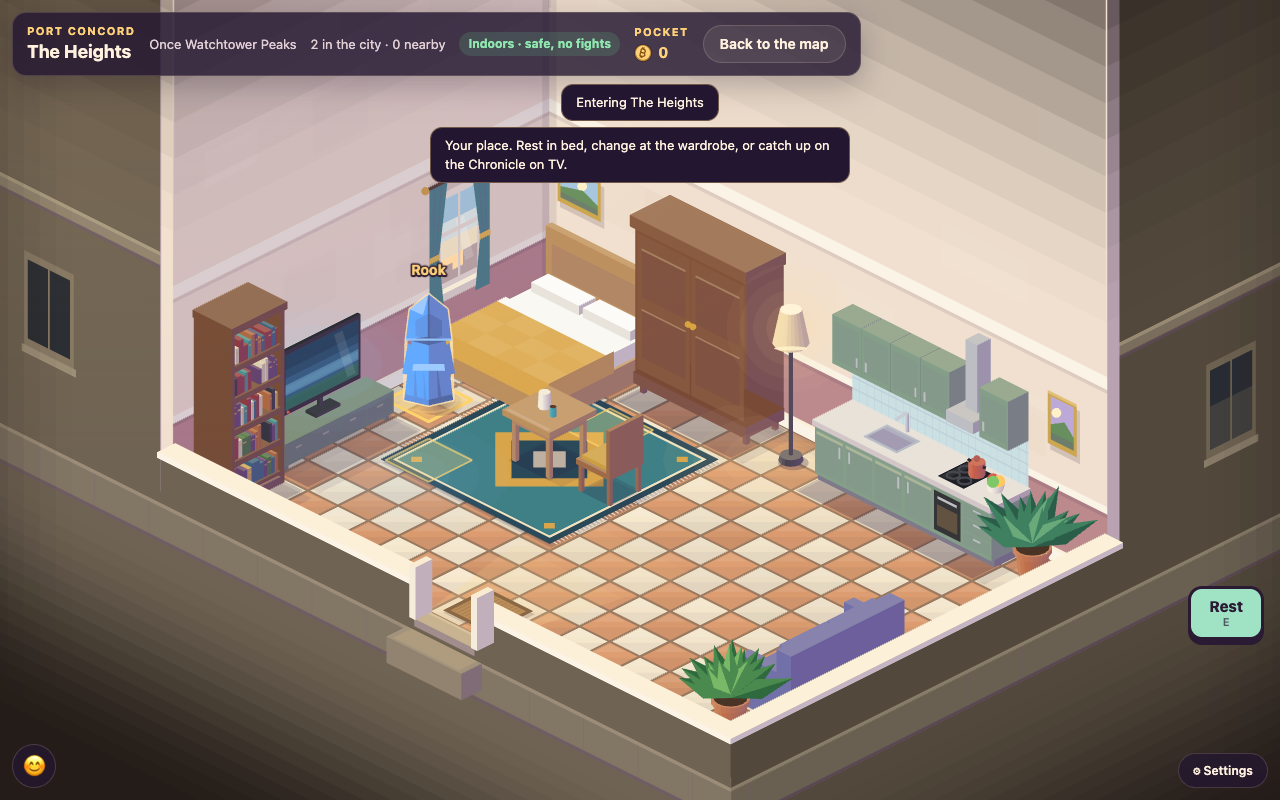 PORT CONCORD
The Heights
Once Watchtower Peaks
2 in the city · 0 nearby
Indoors · safe, no fights
POCKET
0
Back to the map
Entering The Heights
Your place. Rest in bed, change at the wardrobe, or catch up on
the Chronicle on TV.
Rook
Rest
E
Settings